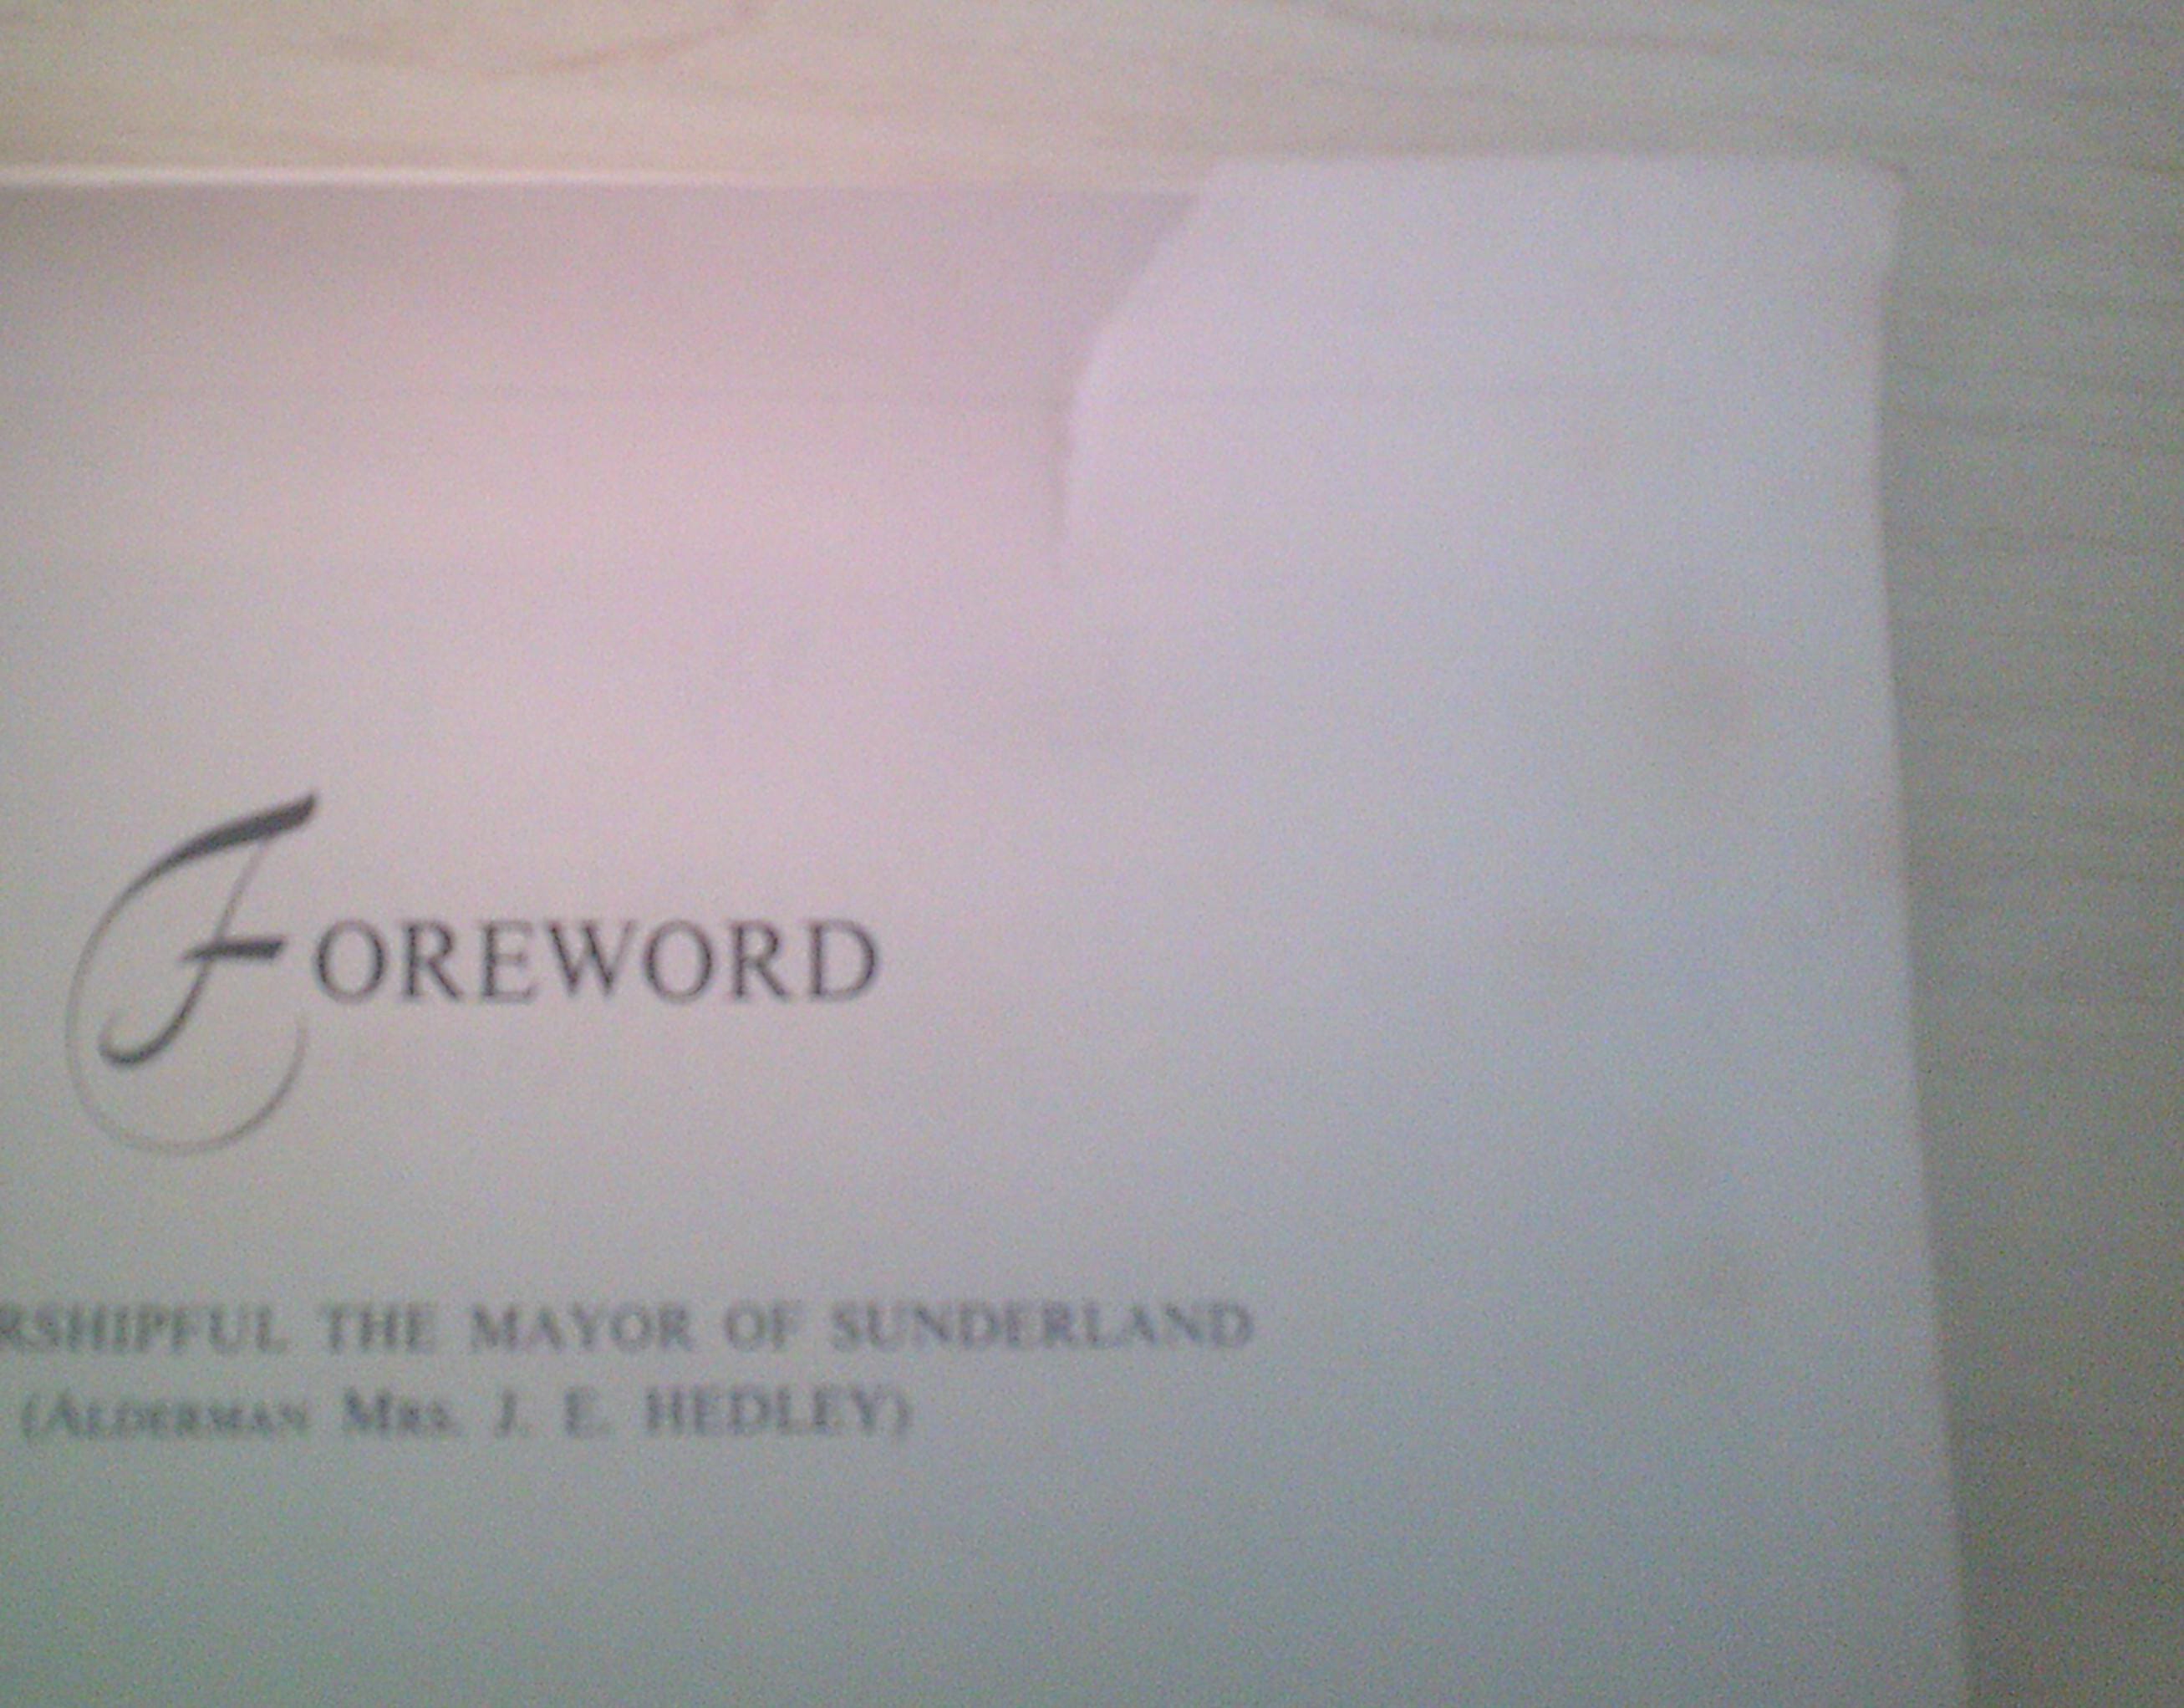 FOREWORD
RSHIPFUL THE MAYOR OF SUNDERLAND
(ALDERMAN MRS. J. E. HEDLEY)